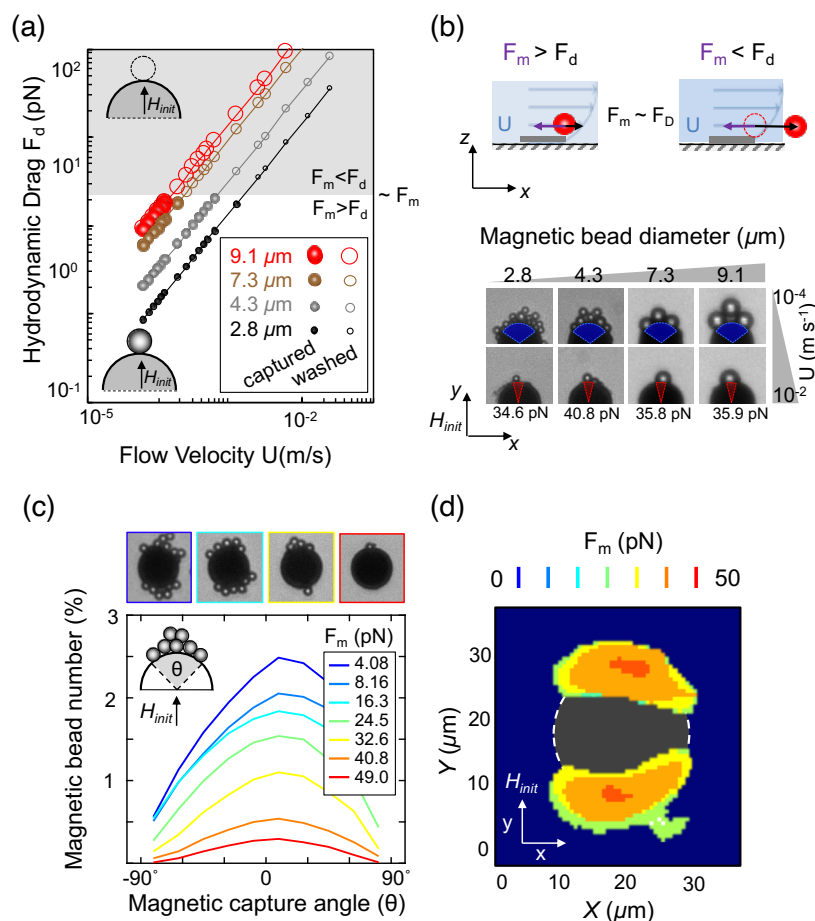 (a)
Hydrodynamic Drag F_d (pN)
10^2
10^1
10^0
10^-1
10^-1
H_init
F_m<F_d
F_m>F_d
~ F_m
9.1 µm
7.3 µm
4.3 µm
2.8 µm
captured
washed
H_init
10^-5
10^-2
Flow Velocity U(m/s)
(b)
F_m > F_d
F_m < F_d
U
F_m ~ F_D
U
z
x
Magnetic bead diameter (µm)
2.8 4.3 7.3 9.1
10^-4
U (m s^-1)
10^-2
34.6 pN 40.8 pN 35.8 pN 35.9 pN
y
H_init
x
(c)
Magnetic bead number (%)
3
2
1
0
θ
H_init
F_m (pN)
4.08
8.16
16.3
24.5
32.6
40.8
49.0
-90° 0 90°
Magnetic capture angle (θ)
(d)
F_m (pN)
0 50
Y (µm)
30
20
10
0
H_init
y
x
0 10 20 30
X (µm)